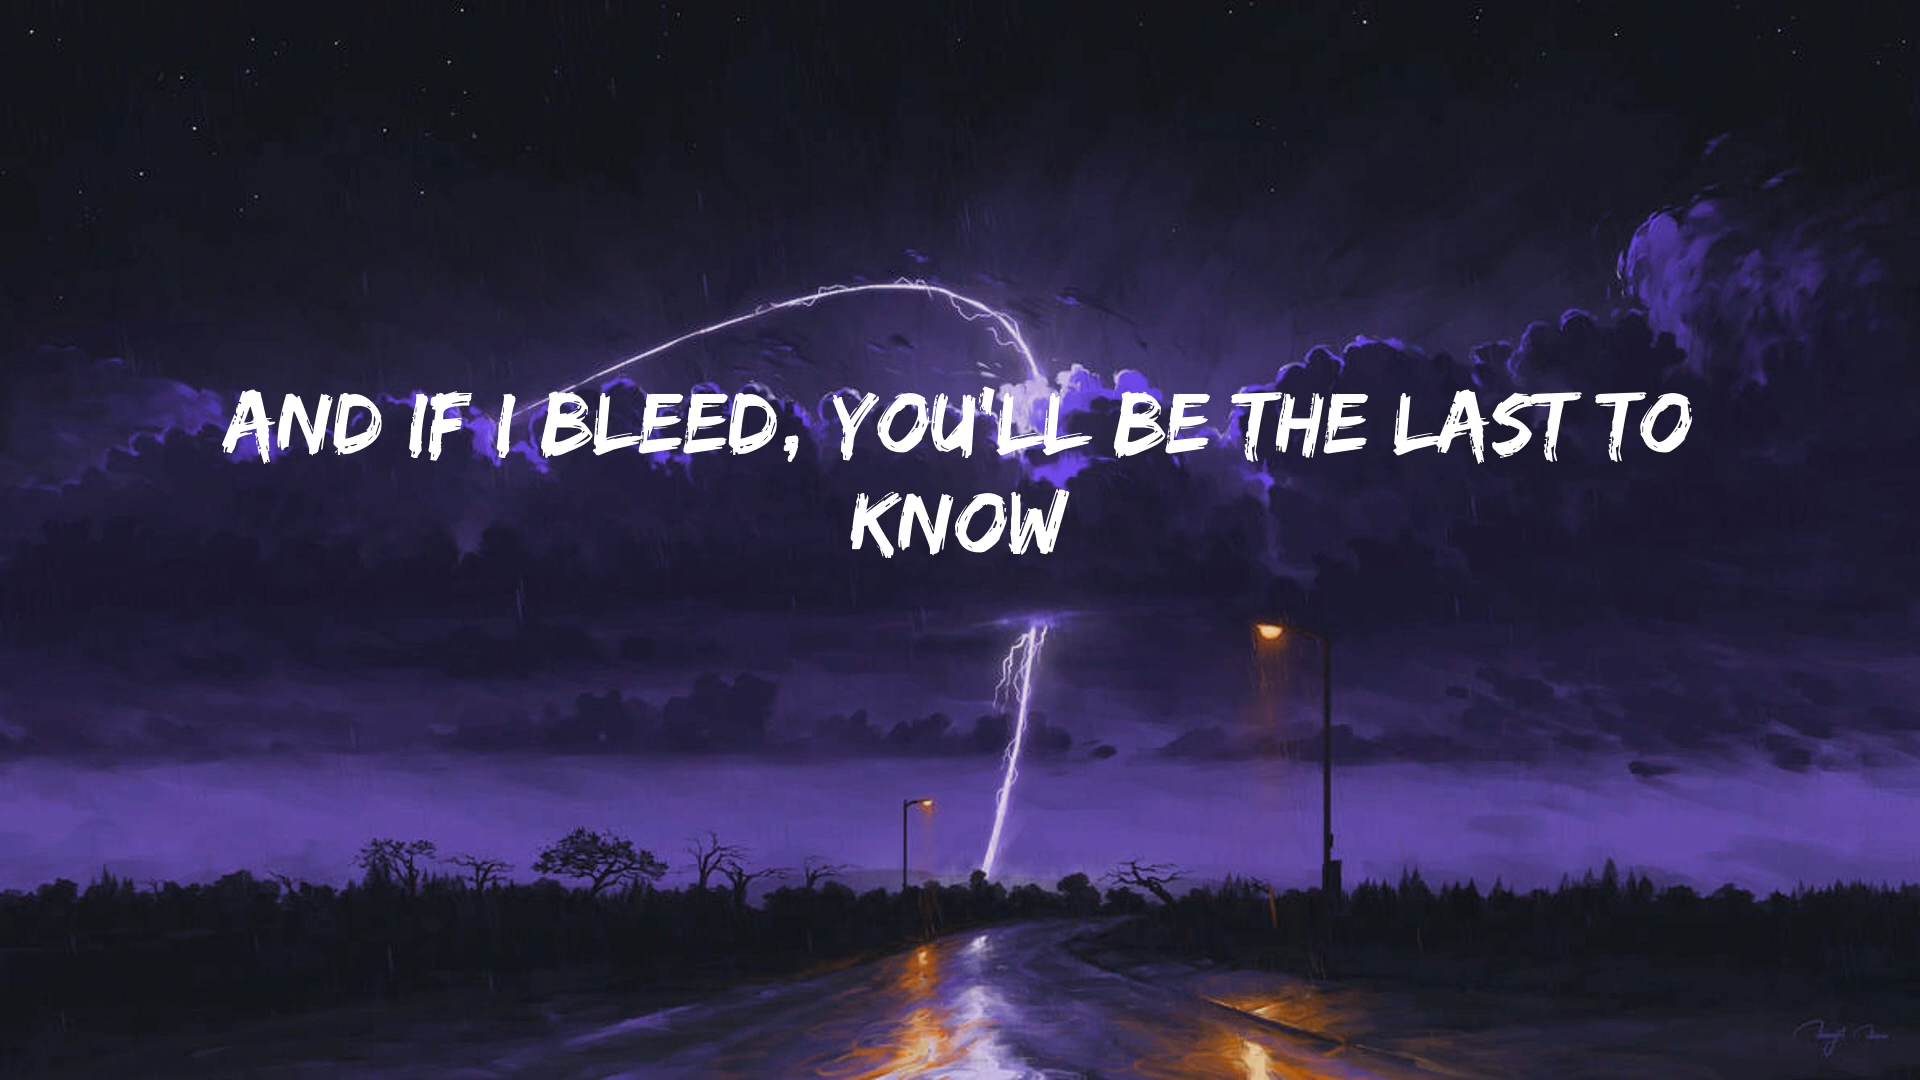 AND IF I BLEED, YOU'LL BE THE LAST TO
KNOW